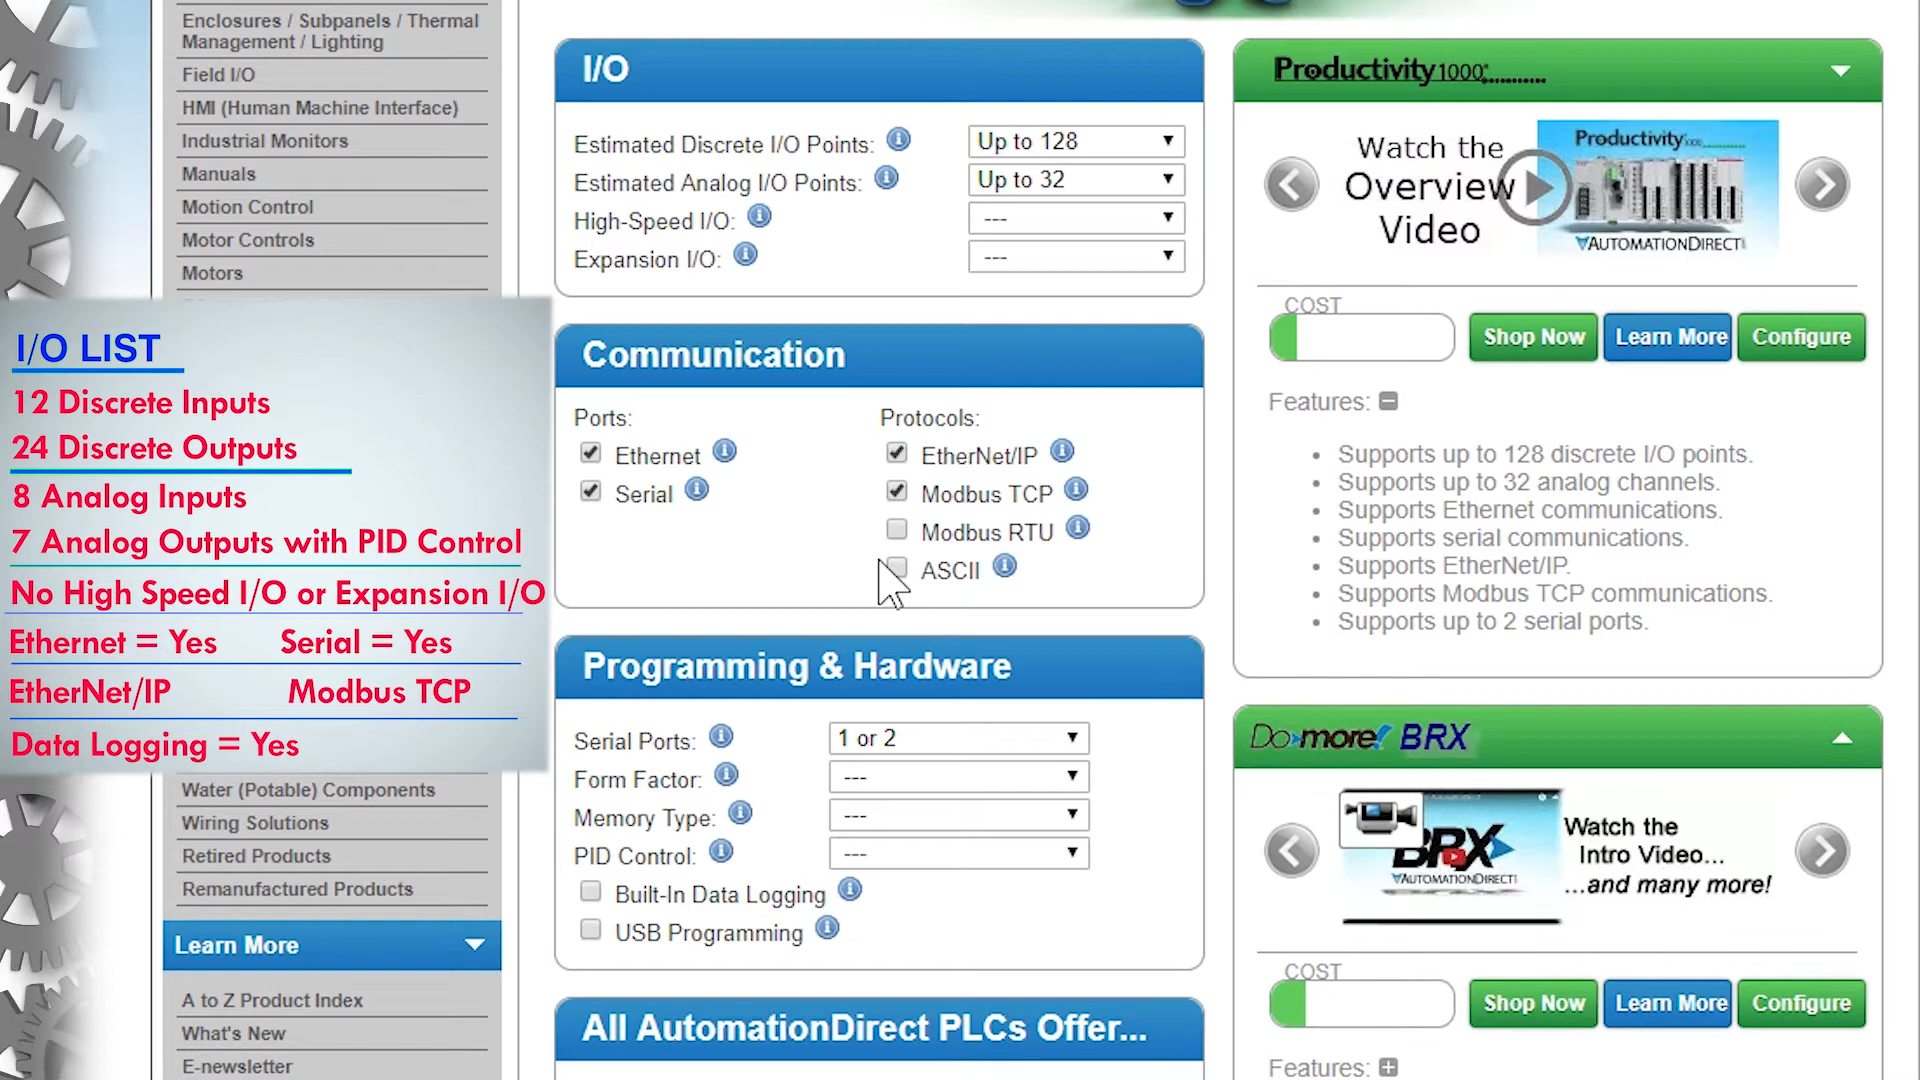 Enclosures / Subpanels / Thermal
Management / Lighting
Field I/O
HMI (Human Machine Interface)
Industrial Monitors
Manuals
Motion Control
Motor Controls
Motors
I/O LIST
12 Discrete Inputs
24 Discrete Outputs
8 Analog Inputs
7 Analog Outputs with PID Control
No High Speed I/O or Expansion I/O
Ethernet = Yes Serial = Yes
EtherNet/IP Modbus TCP
Data Logging = Yes
Water (Potable) Components
Wiring Solutions
Retired Products
Remanufactured Products
Learn More
A to Z Product Index
What's New
E-newsletter
I/O
Estimated Discrete I/O Points: Up to 128
Estimated Analog I/O Points: Up to 32
High-Speed I/O: ---
Expansion I/O: ---
Communication
Ports: Protocols:
Ethernet EtherNet/IP
Serial Modbus TCP
Modbus RTU
ASCII
Programming & Hardware
Serial Ports: 1 or 2
Form Factor: ---
Memory Type: ---
PID Control: ---
Built-In Data Logging
USB Programming
All AutomationDirect PLCs Offer...
Productivity1000
Watch the
Overview
Video
Productivity1000
AUTOMATIONDIRECT
COST
Shop Now Learn More Configure
Features:
• Supports up to 128 discrete I/O points.
• Supports up to 32 analog channels.
• Supports Ethernet communications.
• Supports serial communications.
• Supports EtherNet/IP.
• Supports Modbus TCP communications.
• Supports up to 2 serial ports.
Do-more! BRX
BRX
AUTOMATIONDIRECT
Watch the
Intro Video...
...and many more!
COST
Shop Now Learn More Configure
Features: